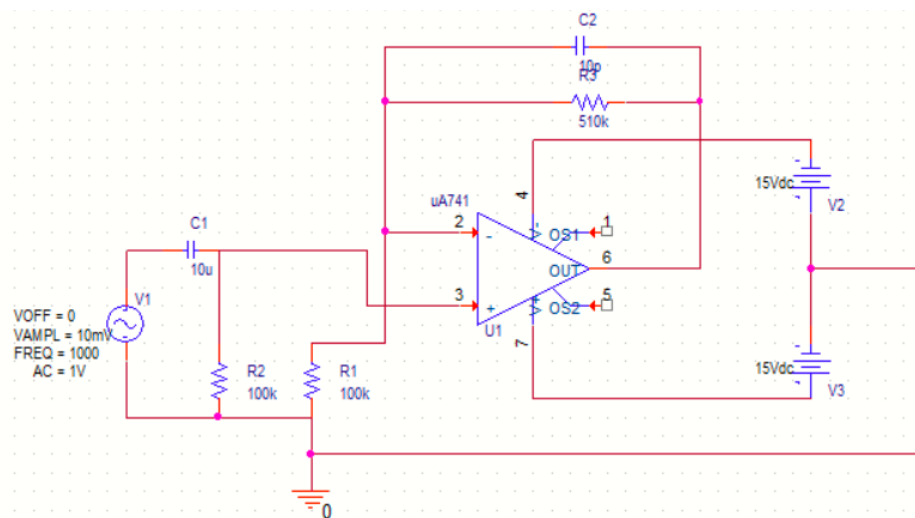 C2
10p
R3
510k
uA741
4
V-
15Vdc
V2
C1
10u
2
-
OS1
1
OUT
6
V1
VOFF = 0
VAMPL = 10mV
FREQ = 1000
AC = 1V
3
+
V+
OS2
5
U1
7
R2
100k
R1
100k
15Vdc
V3
0